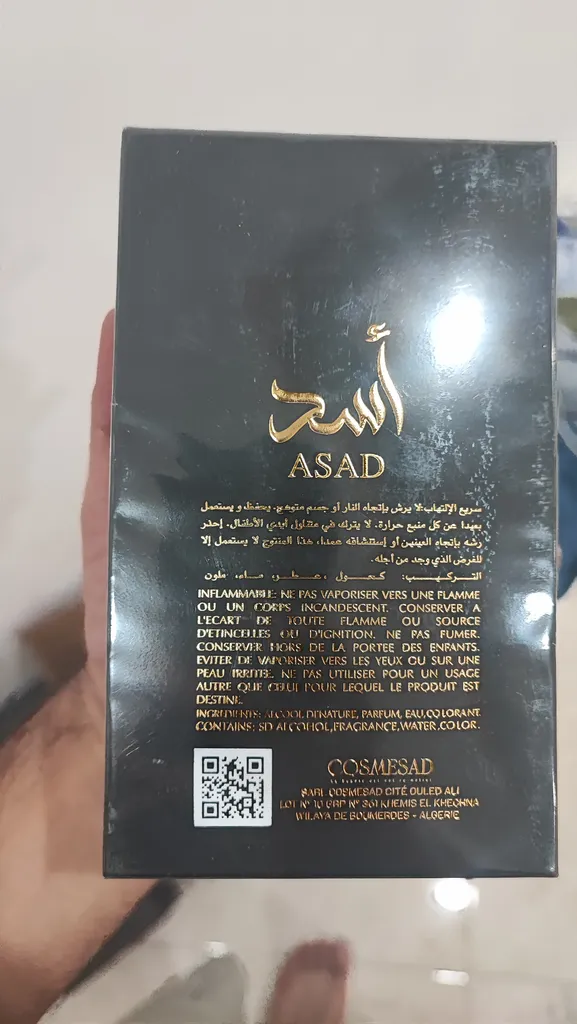 أسد
ASAD
سريع الإلتهاب: لا يرش بإتجاه النار أو جسم متوهج. يحفظ و يستعمل
بعيدا عن كل منبع حرارة. لا يترك في متناول أيدي الأطفال. إحذر
رشه بإتجاه العينين أو إستنشاقه عمدا، هذا المنتوج لا يستعمل إلا
للغرض الذي وجد من أجله.
التركيب: كحول، عطر، ماء، ملون
INFLAMMABLE: NE PAS VAPORISER VERS UNE FLAMME
OU UN CORPS INCANDESCENT. CONSERVER A
L'ECART DE TOUTE FLAMME OU SOURCE
D'ETINCELLES OU D'IGNITION. NE PAS FUMER.
CONSERVER HORS DE LA PORTEE DES ENFANTS.
EVITER DE VAPORISER VERS LES YEUX OU SUR UNE
PEAU IRRITEE. NE PAS UTILISER POUR UN USAGE
AUTRE QUE CELUI POUR LEQUEL LE PRODUIT EST
DESTINE.
INGREDIENTS: ALCOOL DENATURE, PARFUM, EAU, COLORANT.
CONTAINS: SD ALCOHOL, FRAGRANCE, WATER, COLOR.
COSMESAD
SARL COSMESAD CITÉ OULED ALI
LOT N° 10 GRP N° 361 KHEMIS EL KHECHNA
WILAYA DE BOUMERDES - ALGERIE